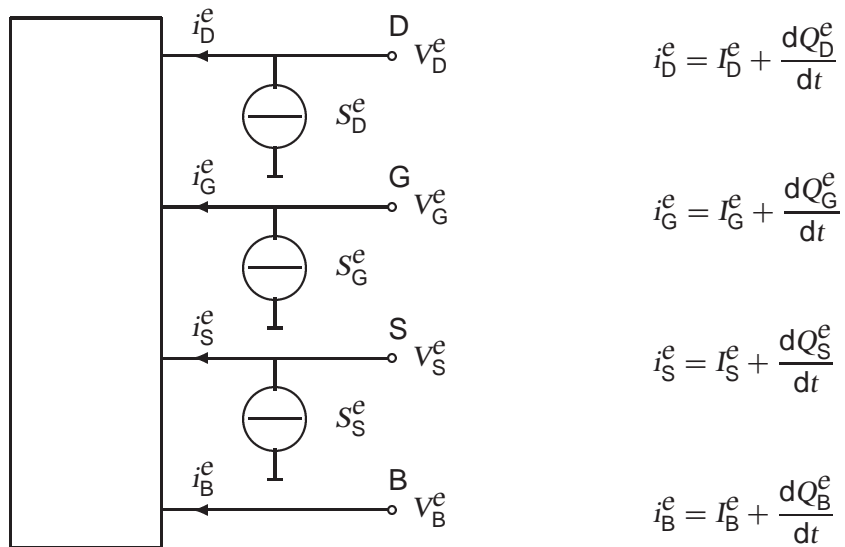 i_D^e D V_D^e i_D^e = I_D^e + dQ_D^e/dt
S_D^e
i_G^e G V_G^e i_G^e = I_G^e + dQ_G^e/dt
S_G^e
i_S^e S V_S^e i_S^e = I_S^e + dQ_S^e/dt
S_S^e
i_B^e B V_B^e i_B^e = I_B^e + dQ_B^e/dt